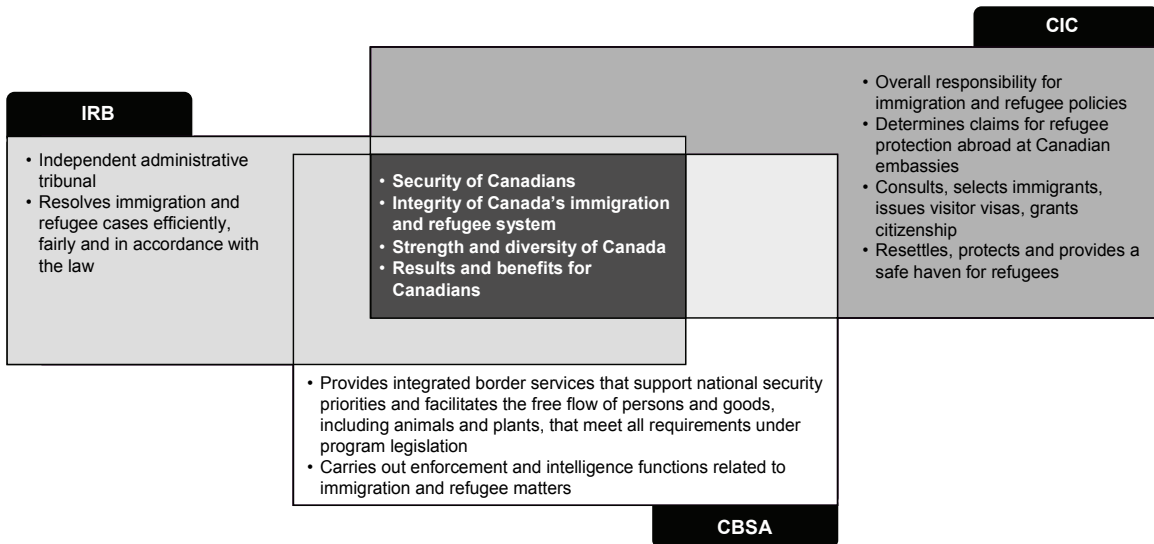 CIC
• Overall responsibility for
immigration and refugee policies
• Determines claims for refugee
protection abroad at Canadian
embassies
• Consults, selects immigrants,
issues visitor visas, grants
citizenship
• Resettles, protects and provides a
safe haven for refugees
IRB
• Independent administrative
tribunal
• Resolves immigration and
refugee cases efficiently,
fairly and in accordance with
the law
• Security of Canadians
• Integrity of Canada’s immigration
and refugee system
• Strength and diversity of Canada
• Results and benefits for
Canadians
• Provides integrated border services that support national security
priorities and facilitates the free flow of persons and goods,
including animals and plants, that meet all requirements under
program legislation
• Carries out enforcement and intelligence functions related to
immigration and refugee matters
CBSA